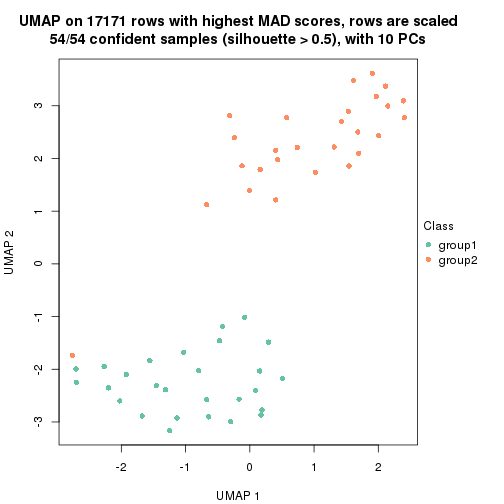 UMAP on 17171 rows with highest MAD scores, rows are scaled
54/54 confident samples (silhouette > 0.5), with 10 PCs
3
2
1
0
-1
-2
-3
UMAP 2
-2
-1
0
1
2
UMAP 1
Class
group1
group2